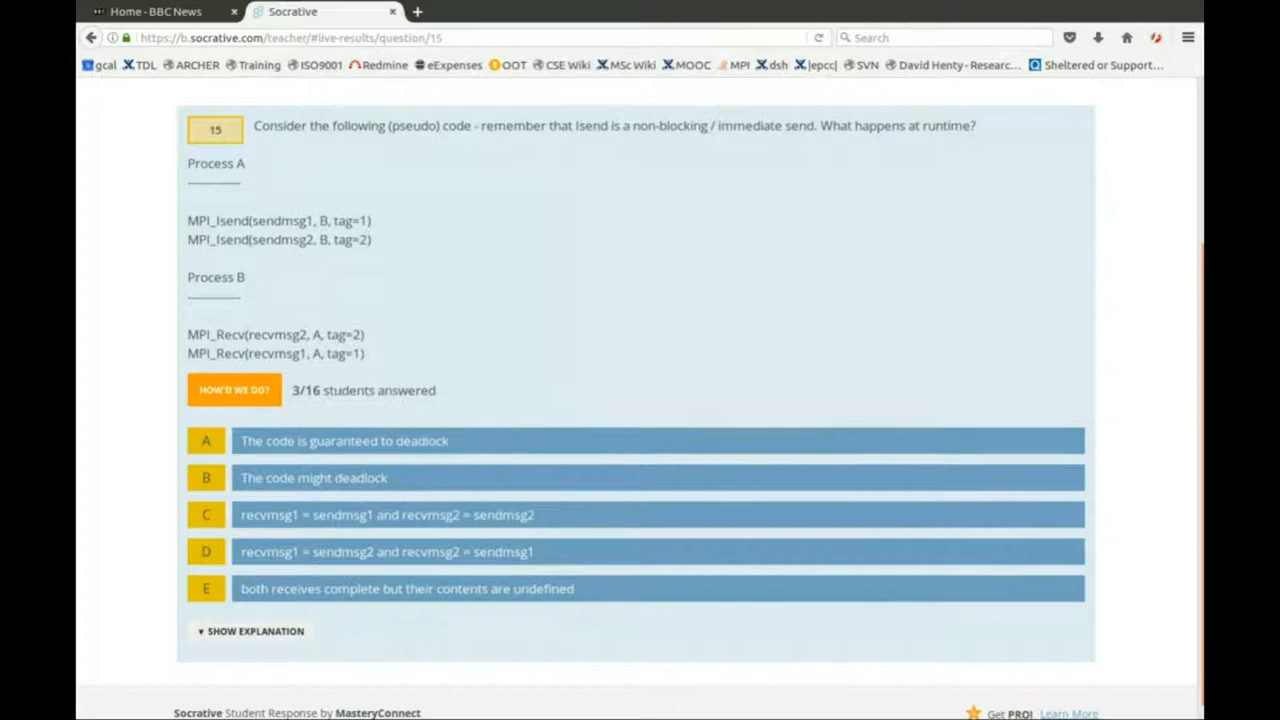 Home - BBC News
Socrative
https://b.socrative.com/teacher/#live-results/question/15
Search
gcal TDL ARCHER Training ISO9001 Redmine eExpenses OOT CSE Wiki MSc Wiki MOOC MPI dsh |epcc| SVN David Henty - Researc... Sheltered or Support...
15 Consider the following (pseudo) code - remember that Isend is a non-blocking / immediate send. What happens at runtime?
Process A
--------------
MPI_Isend(sendmsg1, B, tag=1)
MPI_Isend(sendmsg2, B, tag=2)
Process B
--------------
MPI_Recv(recvmsg2, A, tag=2)
MPI_Recv(recvmsg1, A, tag=1)
HOW'D WE DO? 3/16 students answered
A The code is guaranteed to deadlock
B The code might deadlock
C recvmsg1 = sendmsg1 and recvmsg2 = sendmsg2
D recvmsg1 = sendmsg2 and recvmsg2 = sendmsg1
E both receives complete but their contents are undefined
▼ SHOW EXPLANATION
Socrative Student Response by MasteryConnect
Get PRO! Learn More